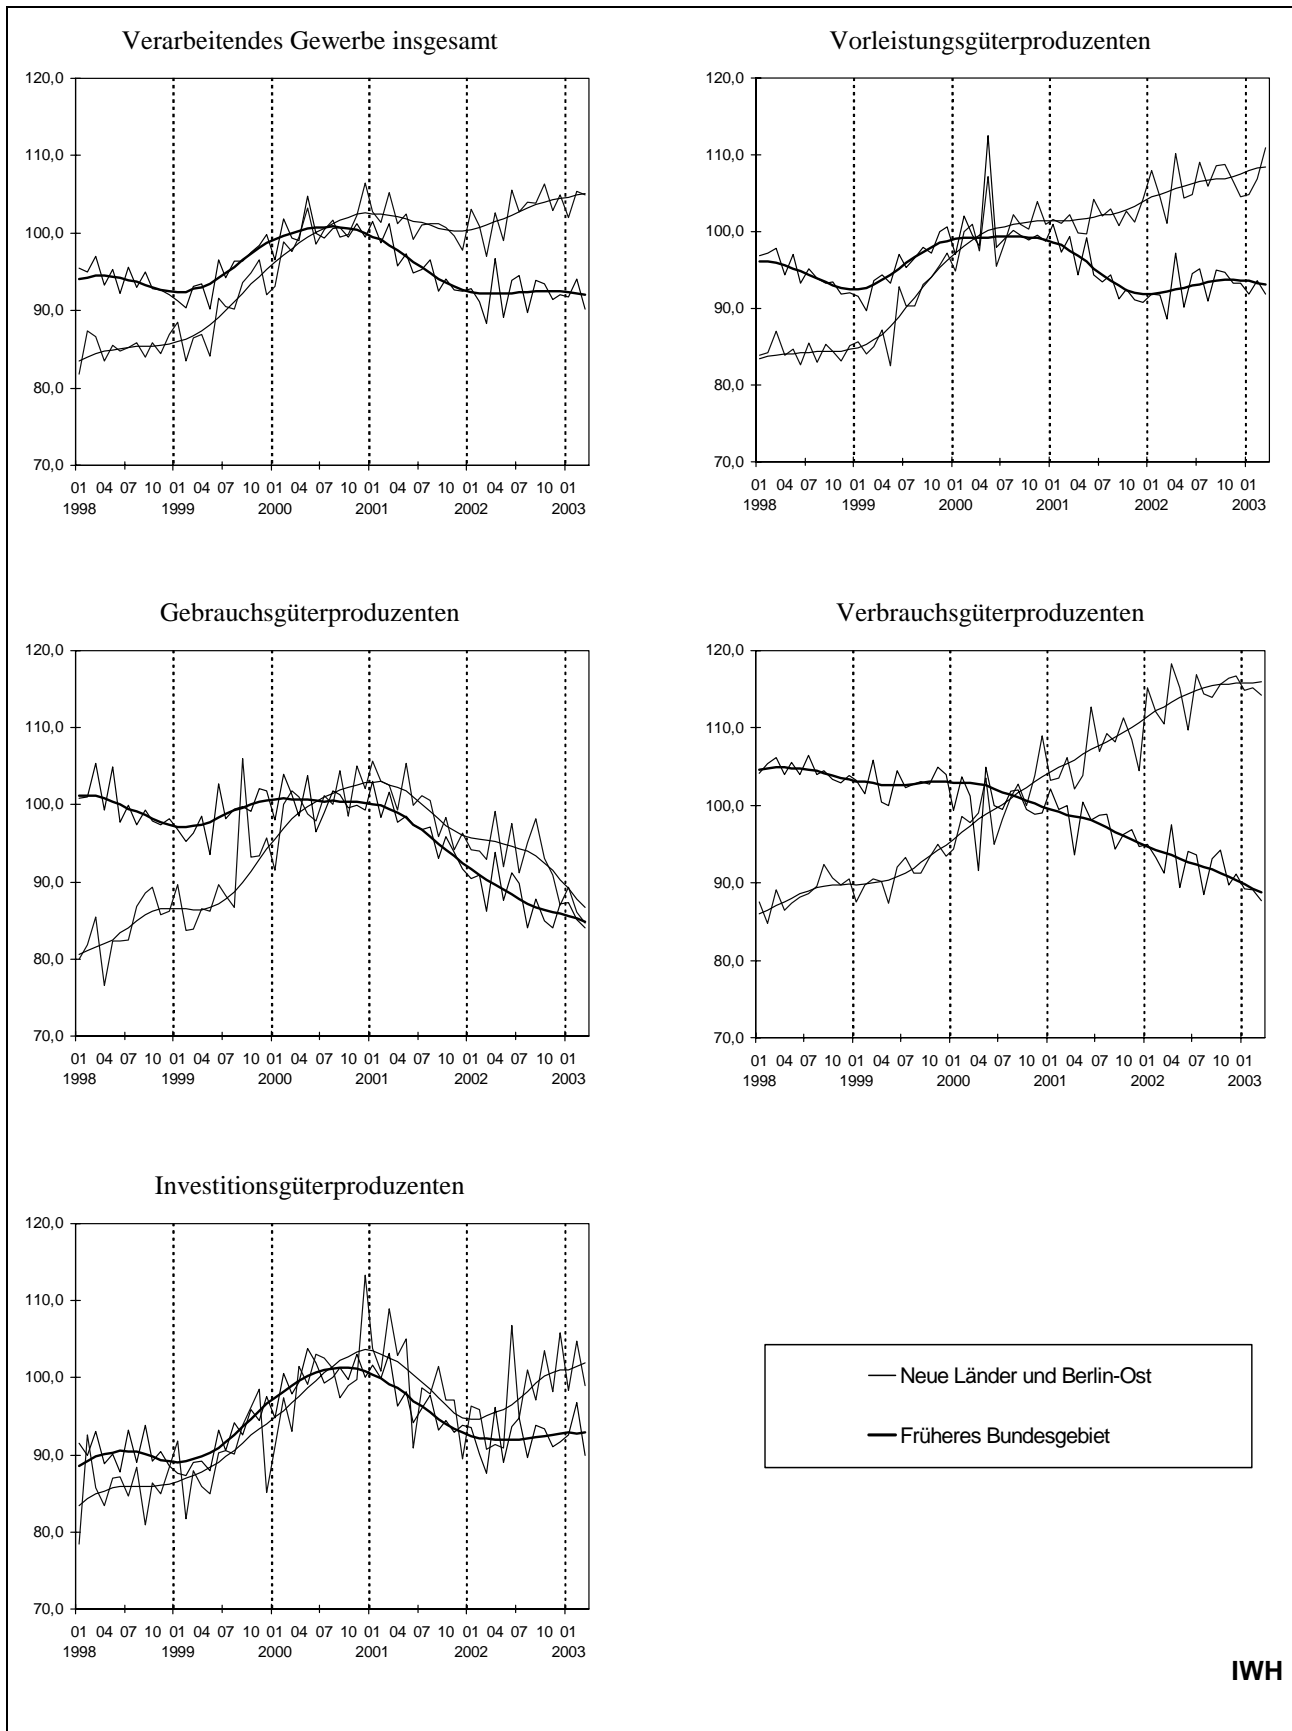 Verarbeitendes Gewerbe insgesamt
120,0
110,0
100,0
90,0
80,0
70,0
01 04 07 10 01 04 07 10 01 04 07 10 01 04 07 10 01 04 07 10 01
1998 1999 2000 2001 2002 2003
Vorleistungsgüterproduzenten
120,0
110,0
100,0
90,0
80,0
70,0
01 04 07 10 01 04 07 10 01 04 07 10 01 04 07 10 01 04 07 10 01
1998 1999 2000 2001 2002 2003
Gebrauchsgüterproduzenten
120,0
110,0
100,0
90,0
80,0
70,0
01 04 07 10 01 04 07 10 01 04 07 10 01 04 07 10 01 04 07 10 01
1998 1999 2000 2001 2002 2003
Verbrauchsgüterproduzenten
120,0
110,0
100,0
90,0
80,0
70,0
01 04 07 10 01 04 07 10 01 04 07 10 01 04 07 10 01 04 07 10 01
1998 1999 2000 2001 2002 2003
Investitionsgüterproduzenten
120,0
110,0
100,0
90,0
80,0
70,0
01 04 07 10 01 04 07 10 01 04 07 10 01 04 07 10 01 04 07 10 01
1998 1999 2000 2001 2002 2003
Neue Länder und Berlin-Ost
Früheres Bundesgebiet
IWH